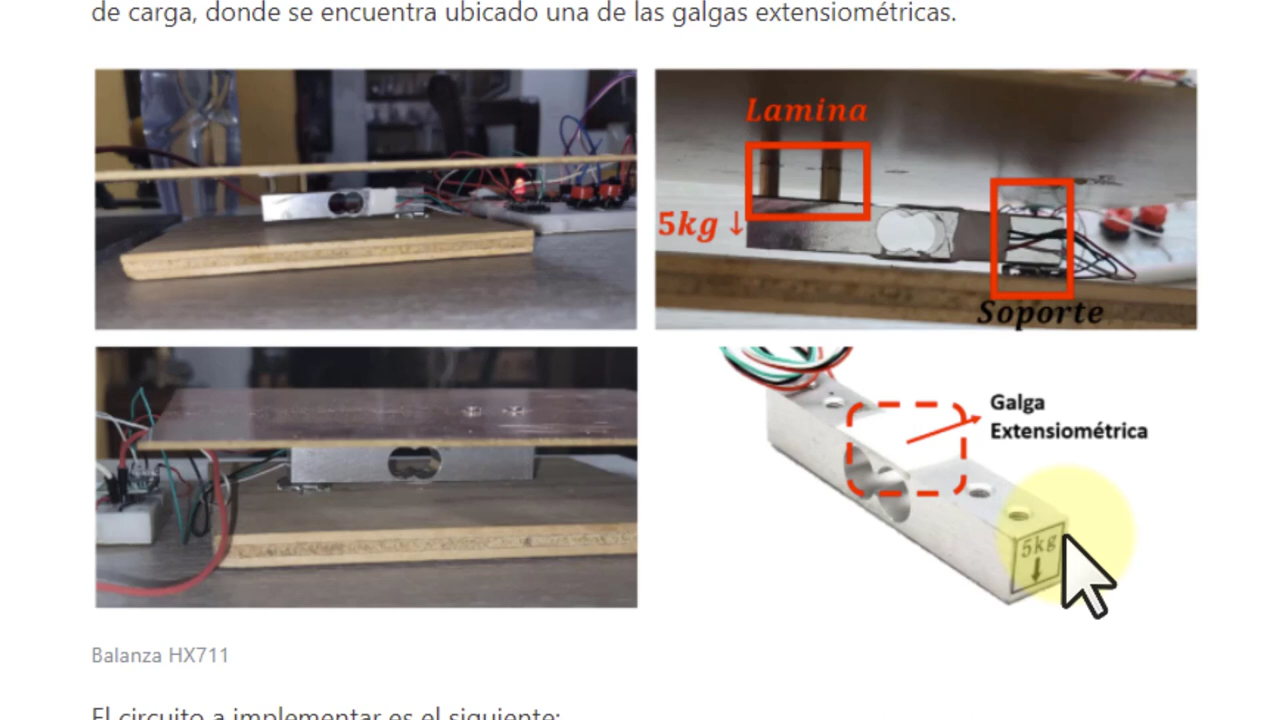 de carga, donde se encuentra ubicado una de las galgas extensiométricas.
Lamina
5kg ↓
Soporte
Galga
Extensiométrica
5kg
↓
Balanza HX711
El circuito a implementar es el siguiente: